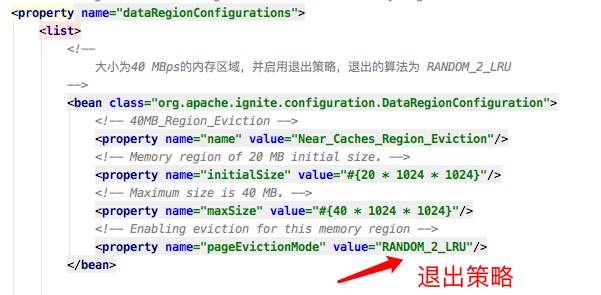 <property name="dataRegionConfigurations">
<list>
<!--
大小为40 MBps的内存区域，并启用退出策略，退出的算法为 RANDOM_2_LRU
-->
<bean class="org.apache.ignite.configuration.DataRegionConfiguration">
<!-- 40MB_Region_Eviction -->
<property name="name" value="Near_Caches_Region_Eviction"/>
<!-- Memory region of 20 MB initial size. -->
<property name="initialSize" value="#{20 * 1024 * 1024}"/>
<!-- Maximum size is 40 MB. -->
<property name="maxSize" value="#{40 * 1024 * 1024}"/>
<!-- Enabling eviction for this memory region -->
<property name="pageEvictionMode" value="RANDOM_2_LRU"/>
</bean>
退出策略